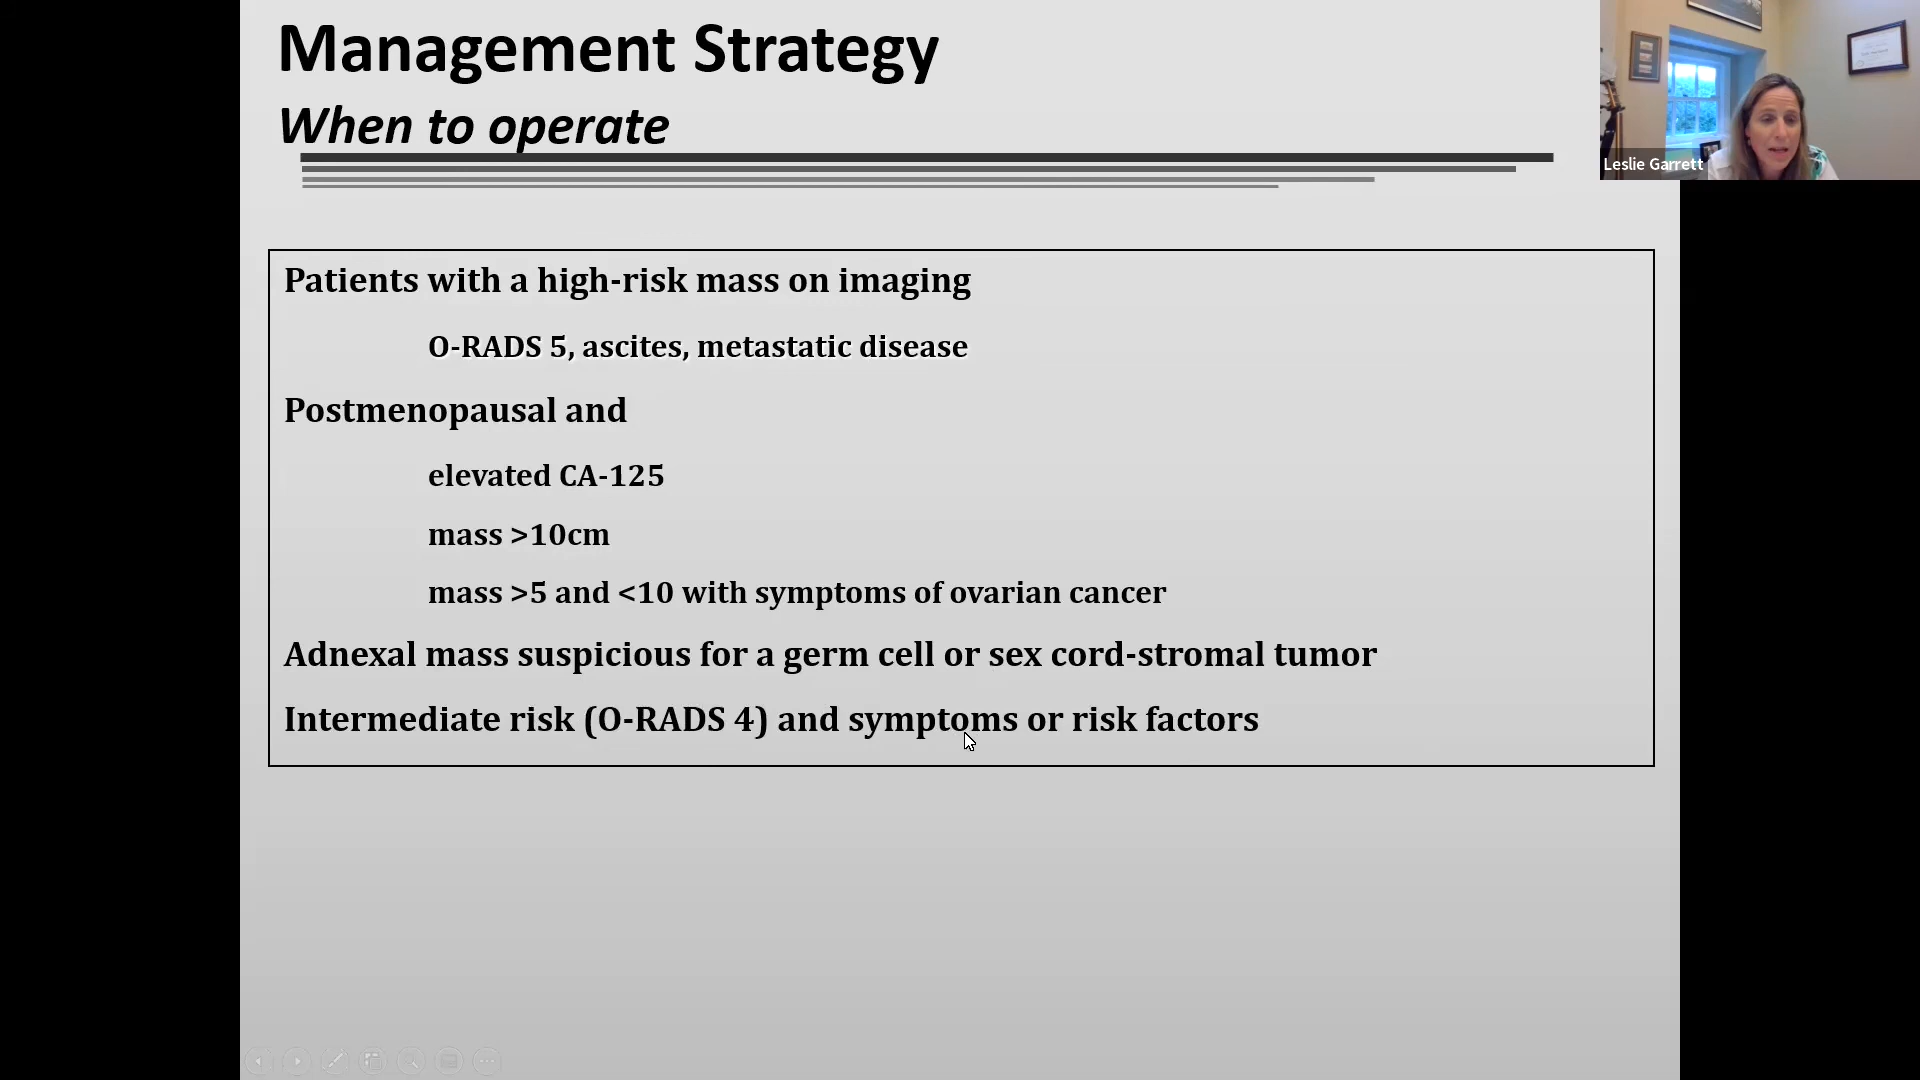 Management Strategy
When to operate
Leslie Garrett
Patients with a high-risk mass on imaging
O-RADS 5, ascites, metastatic disease
Postmenopausal and
elevated CA-125
mass >10cm
mass >5 and <10 with symptoms of ovarian cancer
Adnexal mass suspicious for a germ cell or sex cord-stromal tumor
Intermediate risk (O-RADS 4) and symptoms or risk factors